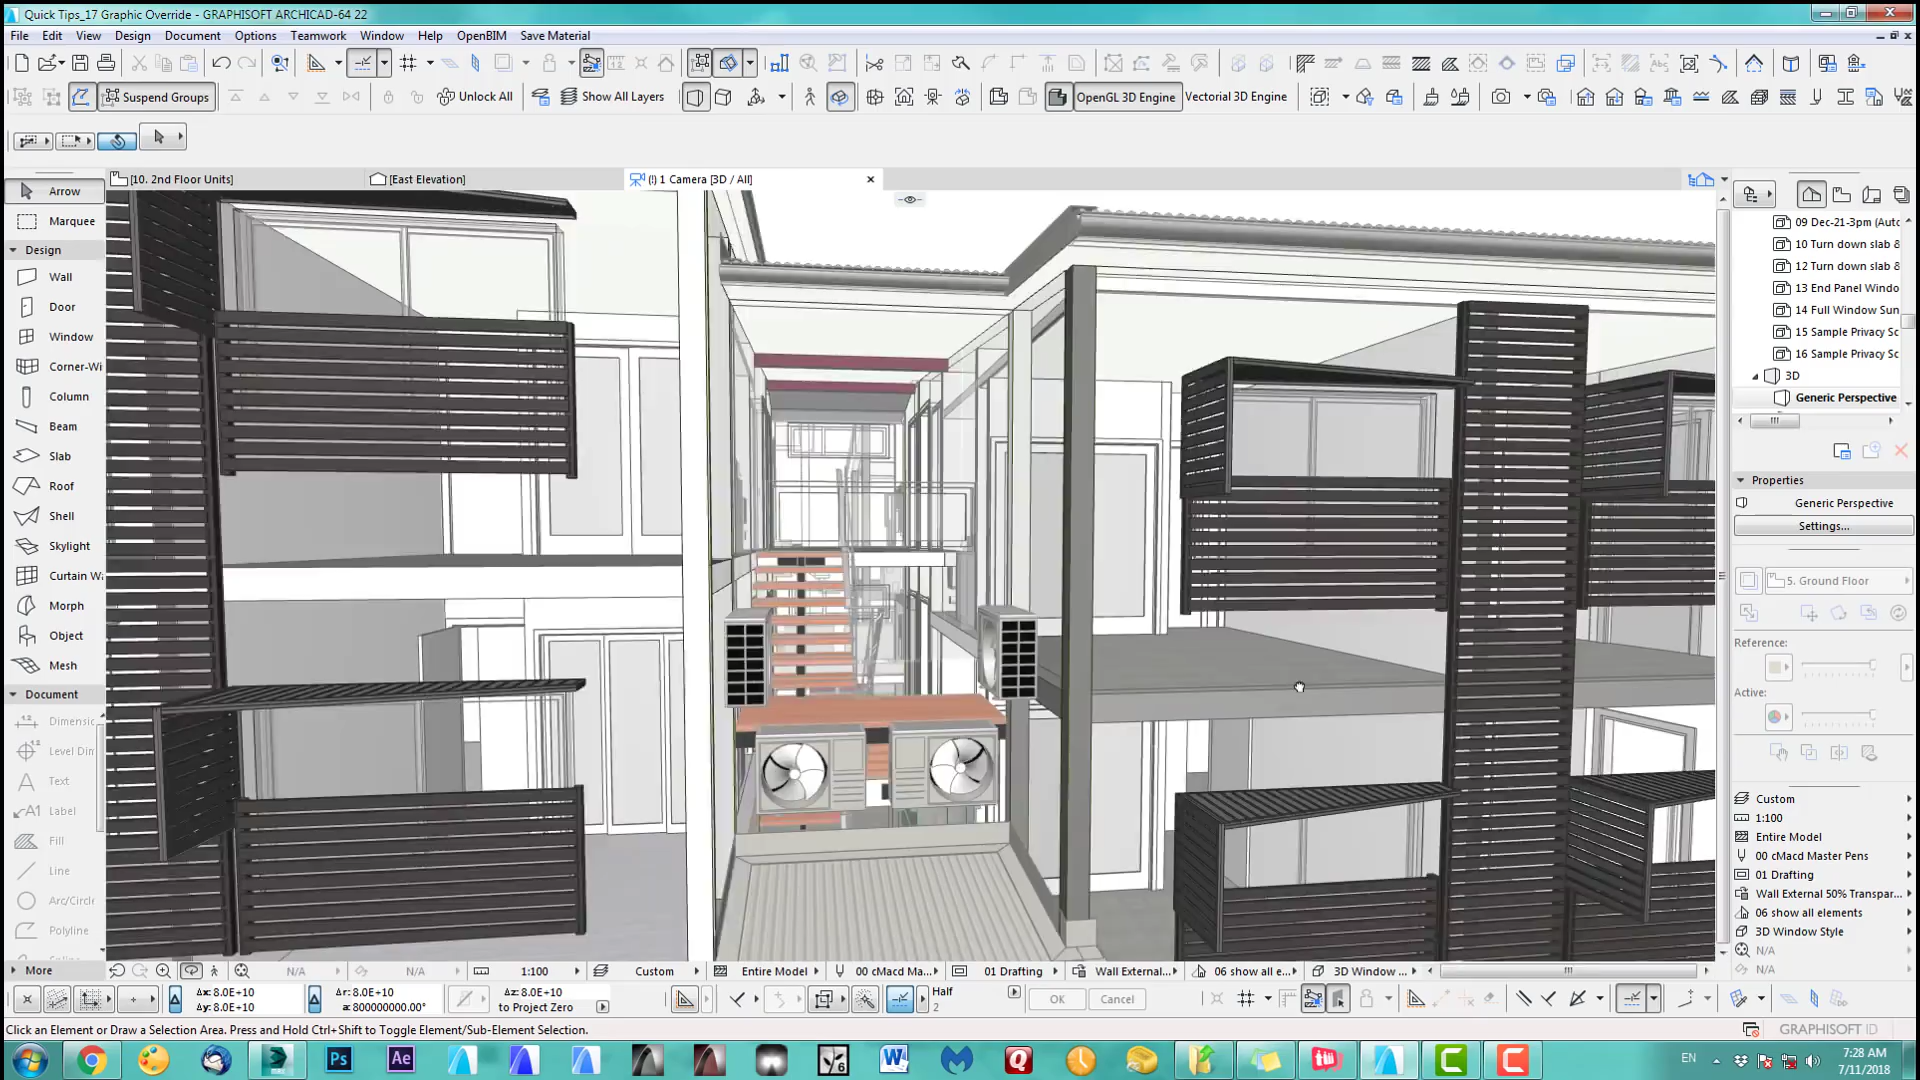 Quick Tips_17 Graphic Override - GRAPHISOFT ARCHICAD-64 22
File Edit View Design Document Options Teamwork Window Help OpenBIM Save Material
Suspend Groups Unlock All Show All Layers OpenGL 3D Engine Vectorial 3D Engine
[10. 2nd Floor Units] [East Elevation] (!) 1 Camera [3D / All]
Arrow
Marquee
Design
Wall
Door
Window
Corner-Wi
Column
Beam
Slab
Roof
Shell
Skylight
Curtain W
Morph
Object
Mesh
Document
Dimensic
Level Din
Text
Label
Fill
Line
Arc/Circle
Polyline
More
09 Dec-21-3pm (Auto
10 Turn down slab &
12 Turn down slab &
13 End Panel Windo
14 Full Window Sun
15 Sample Privacy Sc
16 Sample Privacy Sc
3D
Generic Perspective
Properties
Generic Perspective
Settings...
5. Ground Floor
Reference:
Active:
Custom
1:100
Entire Model
00 cMacd Master Pens
01 Drafting
Wall External 50% Transpar...
06 show all elements
3D Window Style
N/A
N/A
N/A N/A 1:100 Custom Entire Model 00 cMacd Ma... 01 Drafting Wall External... 06 show all e... 3D Window ...
Δx: 8.0E+10 Δr: 8.0E+10 Δz: 8.0E+10 Half OK Cancel
Δy: 8.0E+10 a: 800000000.00° to Project Zero 2
Click an Element or Draw a Selection Area. Press and Hold Ctrl+Shift to Toggle Element/Sub-Element Selection.
GRAPHISOFT ID
EN
7:28 AM
7/11/2018